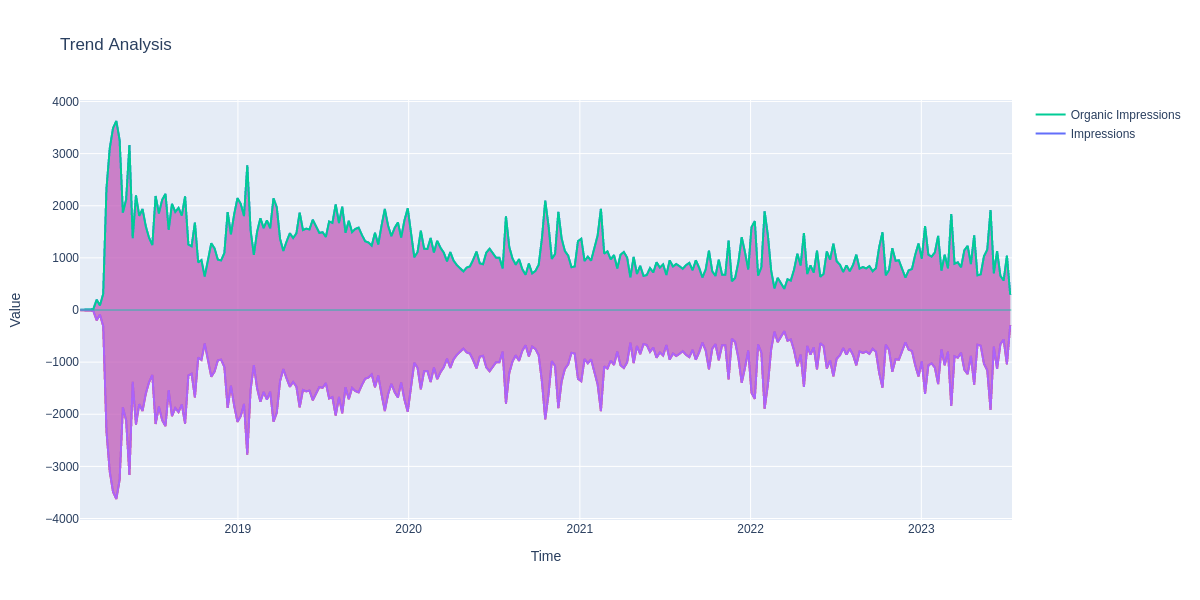 Trend Analysis
Organic Impressions
Impressions
Value
4000
3000
2000
1000
0
−1000
−2000
−3000
−4000
2019
2020
2021
2022
2023
Time